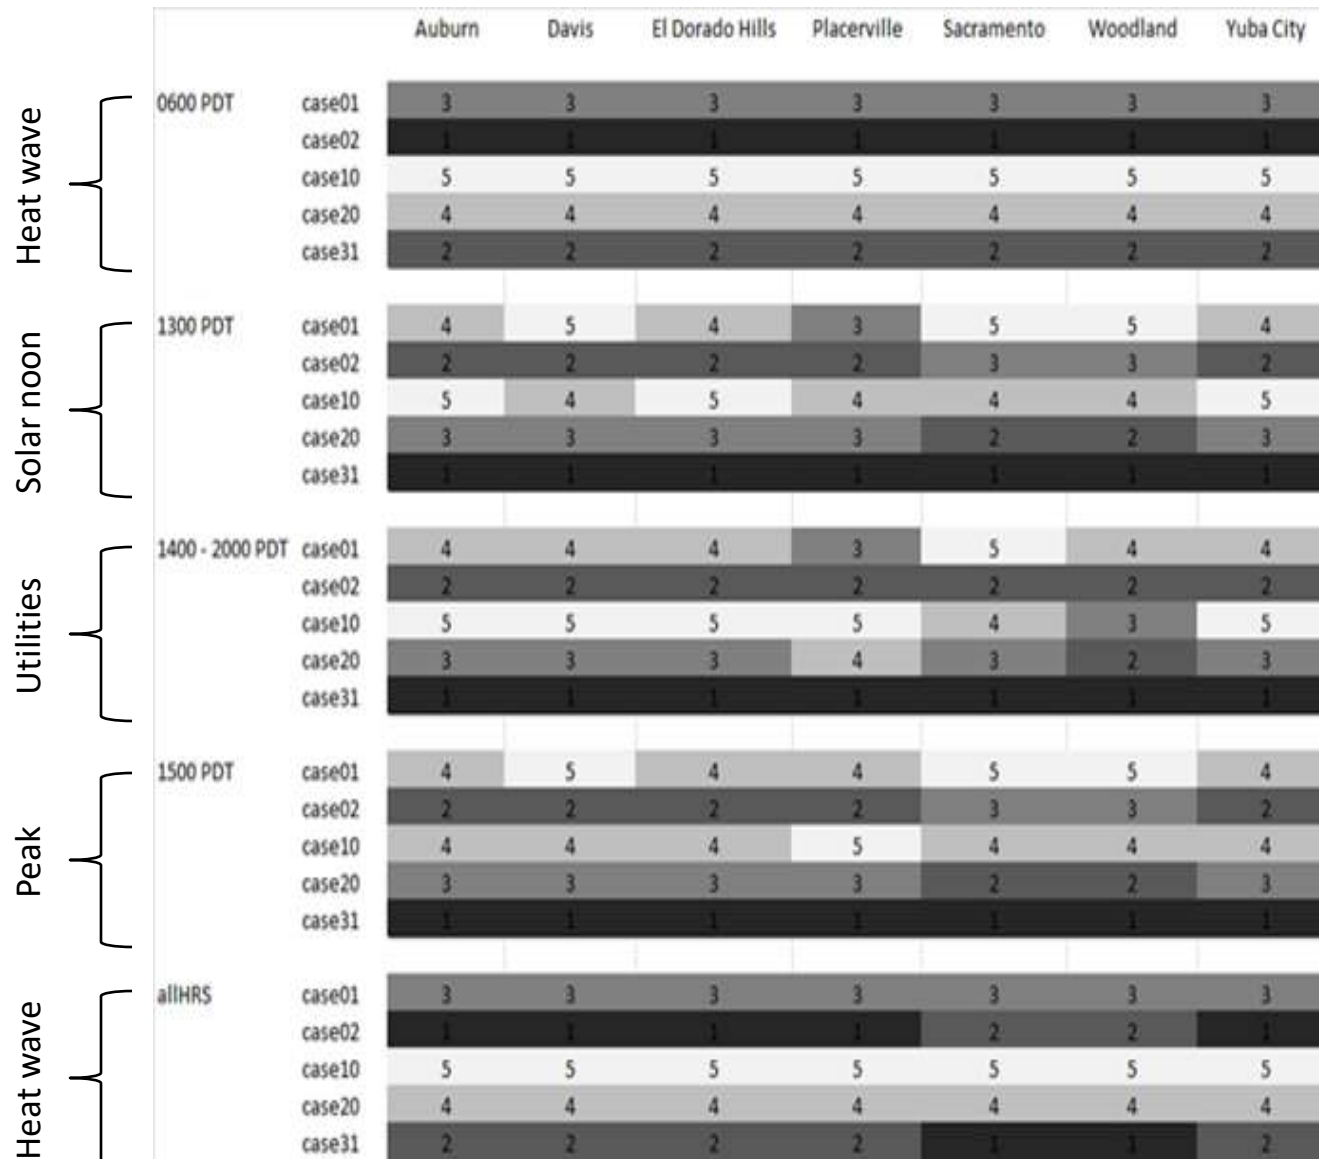 Auburn Davis El Dorado Hills Placerville Sacramento Woodland Yuba City
Heat wave
0600 PDT case01 3 3 3 3 3 3 3
case02 1 1 1 1 1 1 1
case10 5 5 5 5 5 5 5
case20 4 4 4 4 4 4 4
case31 2 2 2 2 2 2 2
Solar noon
1300 PDT case01 4 5 4 3 5 5 4
case02 2 2 2 2 3 3 2
case10 5 4 5 4 4 4 5
case20 3 3 3 3 2 2 3
case31 1 1 1 1 1 1 1
Utilities
1400 - 2000 PDT case01 4 4 4 3 5 4 4
case02 2 2 2 2 2 2 2
case10 5 5 5 5 4 3 5
case20 3 3 3 4 3 2 3
case31 1 1 1 1 1 1 1
Peak
1500 PDT case01 4 5 4 4 5 5 4
case02 2 2 2 2 3 3 2
case10 4 4 4 5 4 4 4
case20 3 3 3 3 2 2 3
case31 1 1 1 1 1 1 1
Heat wave
allHRS case01 3 3 3 3 3 3 3
case02 1 1 1 1 2 2 1
case10 5 5 5 5 5 5 5
case20 4 4 4 4 4 4 4
case31 2 2 2 2 1 1 2